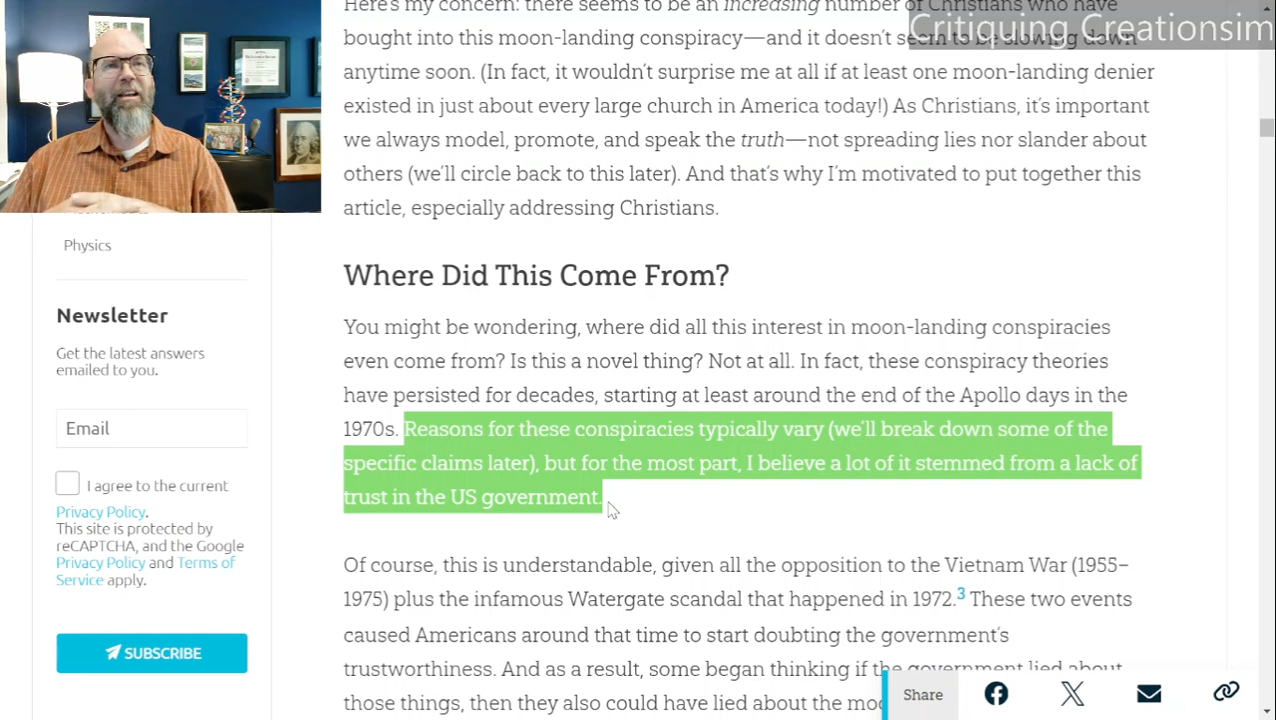 Here's my concern: there seems to be an increasing number of Christians who have
Critiquing Creationsim
bought into this moon-landing conspiracy—and it doesn't seem to be slowing down
anytime soon. (In fact, it wouldn't surprise me at all if at least one moon-landing denier
existed in just about every large church in America today!) As Christians, it's important
we always model, promote, and speak the truth—not spreading lies nor slander about
others (we'll circle back to this later). And that's why I'm motivated to put together this
article, especially addressing Christians.
Physics
Newsletter
Get the latest answers
emailed to you.
Email
I agree to the current
Privacy Policy.
This site is protected by
reCAPTCHA, and the Google
Privacy Policy and Terms of
Service apply.
SUBSCRIBE
Where Did This Come From?
You might be wondering, where did all this interest in moon-landing conspiracies
even come from? Is this a novel thing? Not at all. In fact, these conspiracy theories
have persisted for decades, starting at least around the end of the Apollo days in the
1970s. Reasons for these conspiracies typically vary (we'll break down some of the
specific claims later), but for the most part, I believe a lot of it stemmed from a lack of
trust in the US government.
Of course, this is understandable, given all the opposition to the Vietnam War (1955–
1975) plus the infamous Watergate scandal that happened in 1972.3 These two events
caused Americans around that time to start doubting the government's
trustworthiness. And as a result, some began thinking if the government lied about
those things, then they also could have lied about the
Share